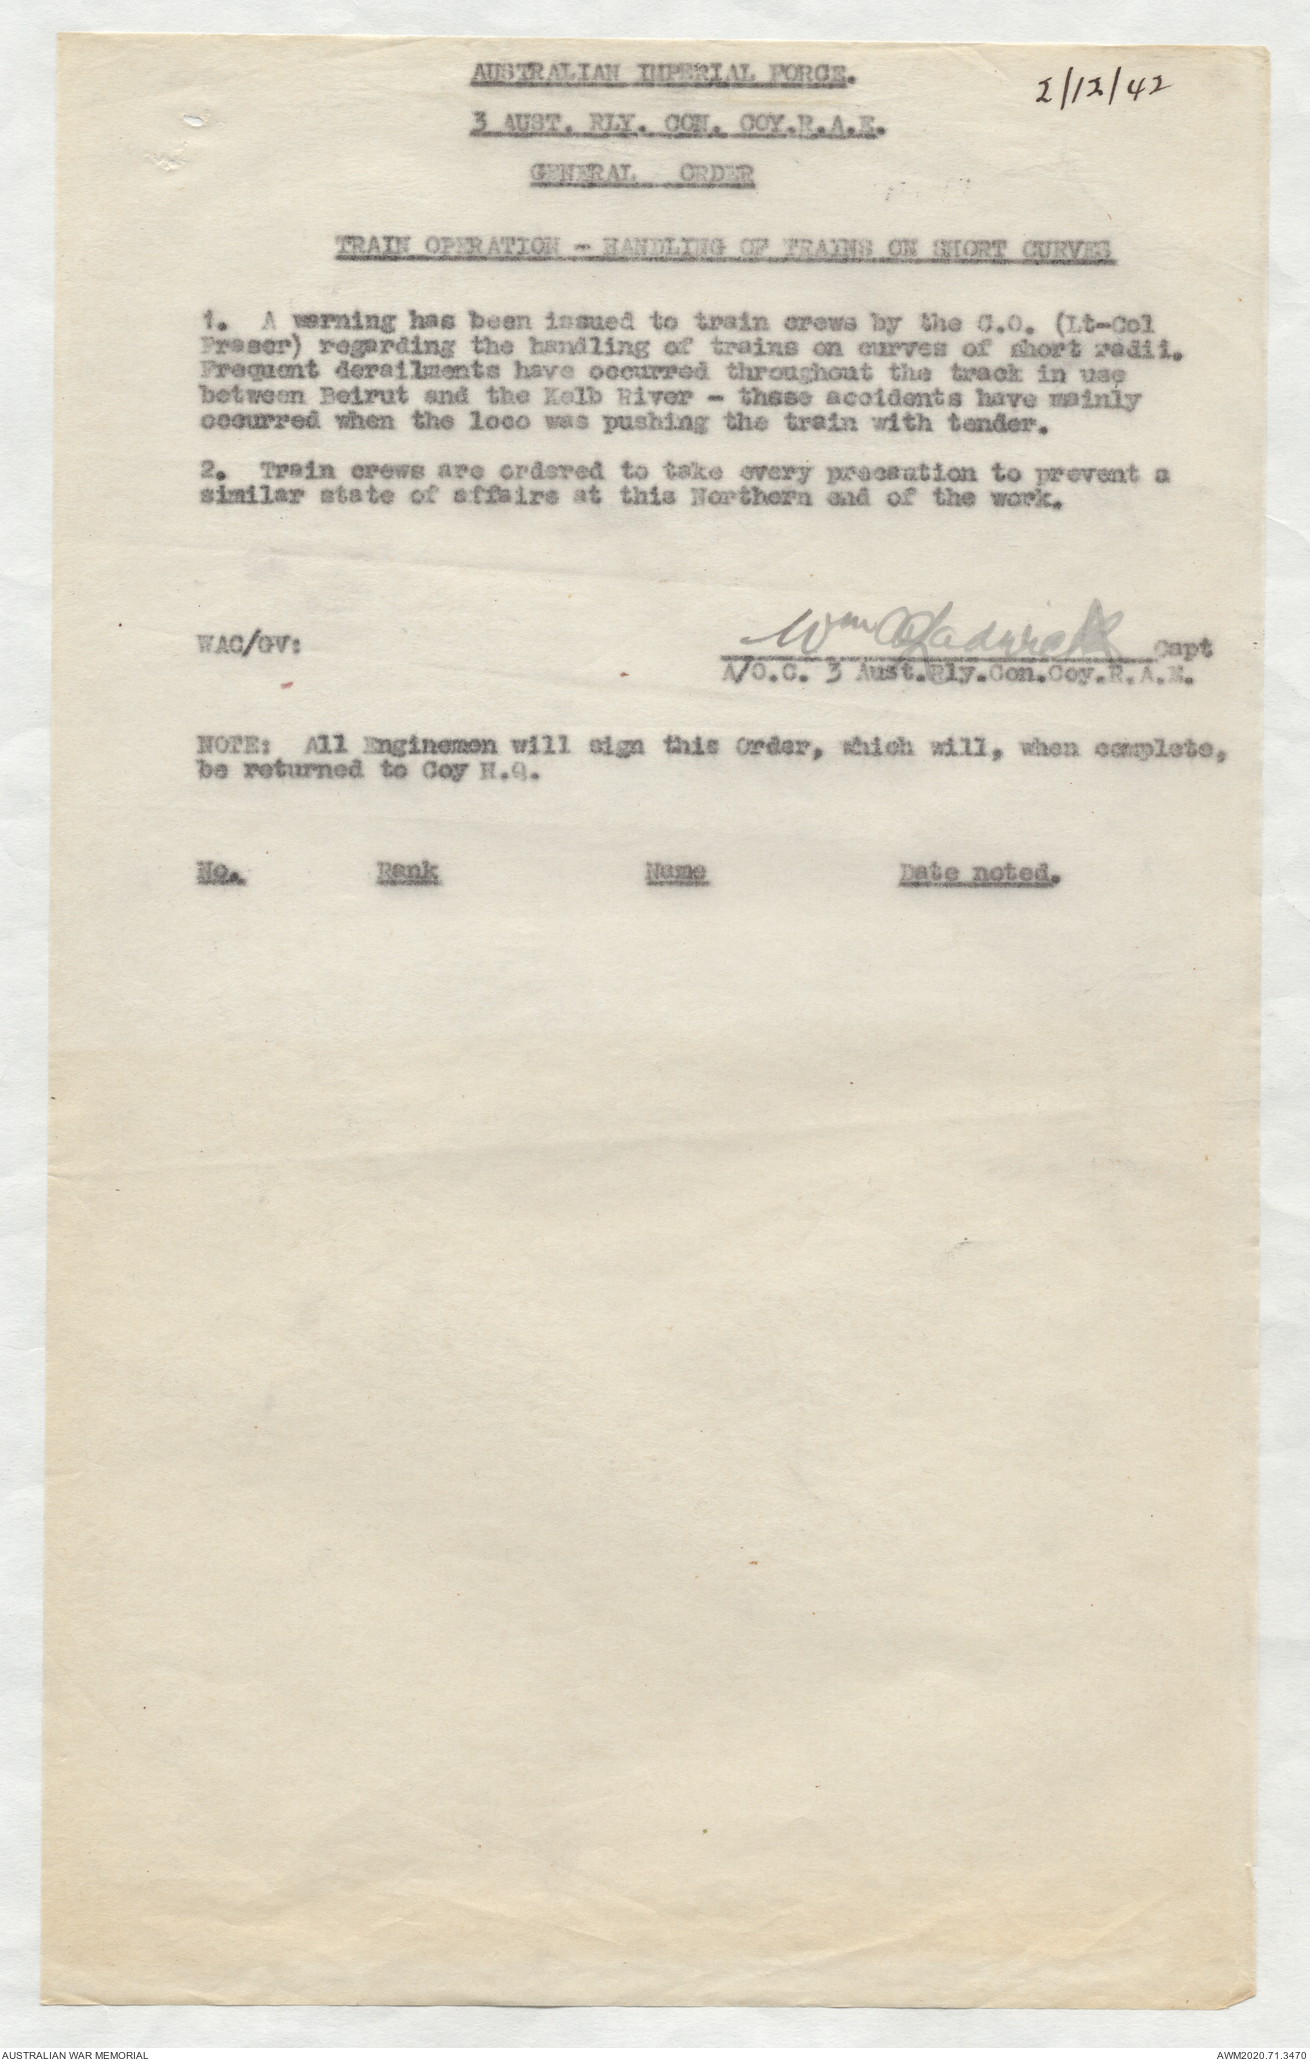 AUSTRALIAN IMPERIAL FORCE.
2/12/42
3 AUST. RLY. CON. COY.R.A.E.
GENERAL ORDER
TRAIN OPERATION - HANDLING OF TRAINS ON SHORT CURVES
1. A warning has been issued to train crews by the C.O. (Lt-Col
Fraser) regarding the handling of trains on curves of short radii.
Frequent derailments have occurred throughout the track in use
between Beirut and the Kelb River - these accidents have mainly
occurred when the loco was pushing the train with tender.
2. Train crews are ordered to take every precaution to prevent a
similar state of affairs at this Northern end of the work.
WAC/GV:
Wm A Chadwick Capt
A/O.C. 3 Aust.Rly.Con.Coy.R.A.E.
NOTE: All Enginemen will sign this Order, which will, when complete,
be returned to Coy H.Q.
No. Rank Name Date noted.
AUSTRALIAN WAR MEMORIAL
AWM2020.71.3470